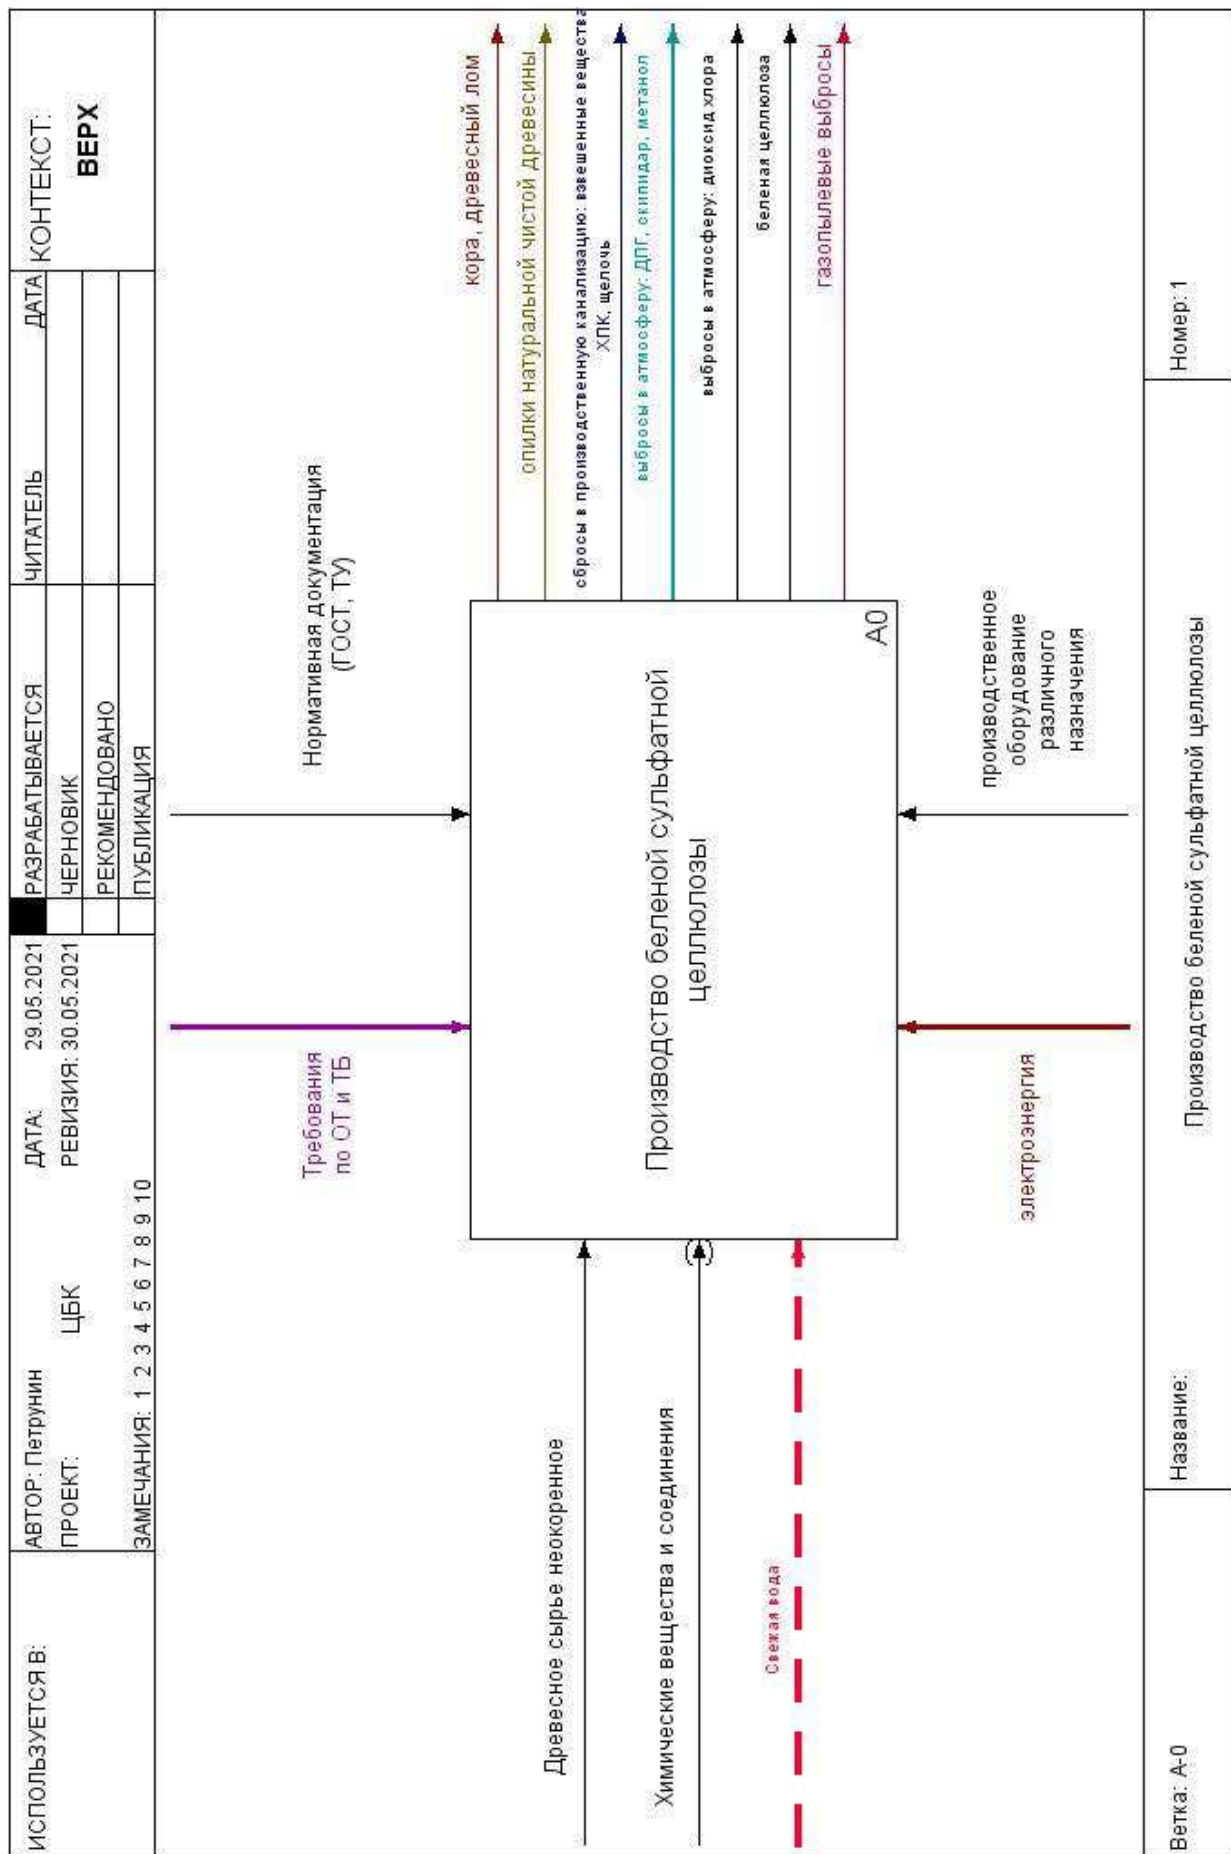 ИСПОЛЬЗУЕТСЯ В:
АВТОР: Петрунин
ДАТА: 29.05.2021
РАЗРАБАТЫВАЕТСЯ
ЧИТАТЕЛЬ
ДАТА
КОНТЕКСТ:
ПРОЕКТ: ЦБК
РЕВИЗИЯ: 30.05.2021
ЧЕРНОВИК
РЕКОМЕНДОВАНО
ЗАМЕЧАНИЯ: 1 2 3 4 5 6 7 8 9 10
ПУБЛИКАЦИЯ
ВЕРХ
Требования
по ОТ и ТБ
Нормативная документация
(ГОСТ, ТУ)
Древесное сырье неокоренное
Химические вещества и соединения
Свежая вода
Производство беленой сульфатной
целлюлозы
A0
кора, древесный лом
опилки натуральной чистой древесины
сбросы в производственную канализацию: взвешенные вещества
ХПК, щелочь
выбросы в атмосферу: ДПГ, скипидар, метанол
выбросы в атмосферу: диоксид хлора
беленая целлюлоза
газопылевые выбросы
электроэнергия
производственное
оборудование
различного
назначения
Ветка: A-0
Название:
Производство беленой сульфатной целлюлозы
Номер: 1